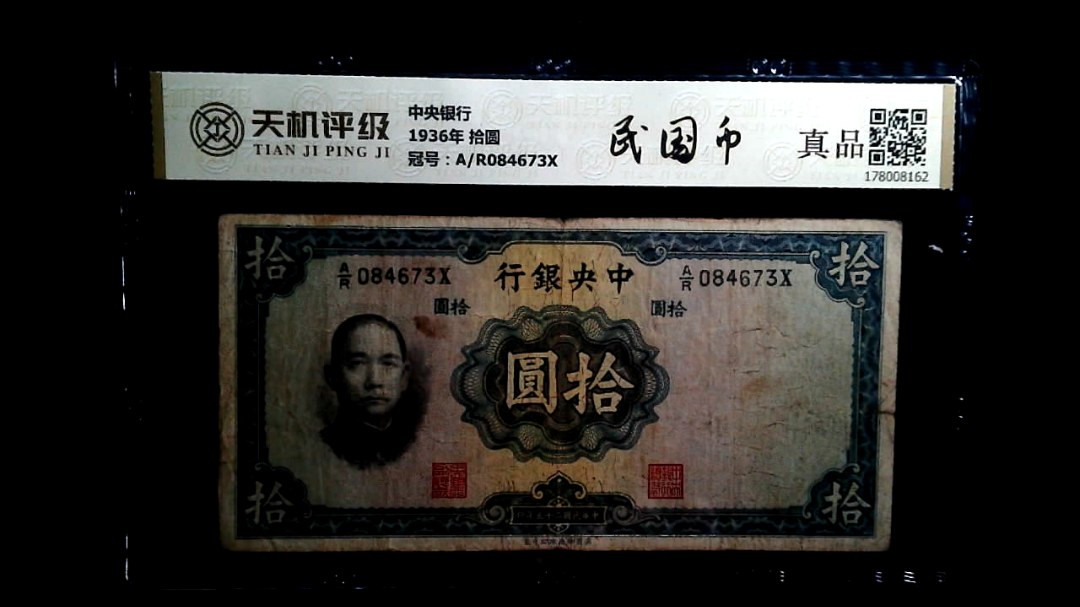 天机评级
TIAN JI PING JI
中央银行
1936年 拾圆
冠号：A/R084673X
民国币
真品
178008162
拾
拾
A/R 084673X
行銀央中
A/R 084673X
圓拾
圓拾
圓拾
拾
拾